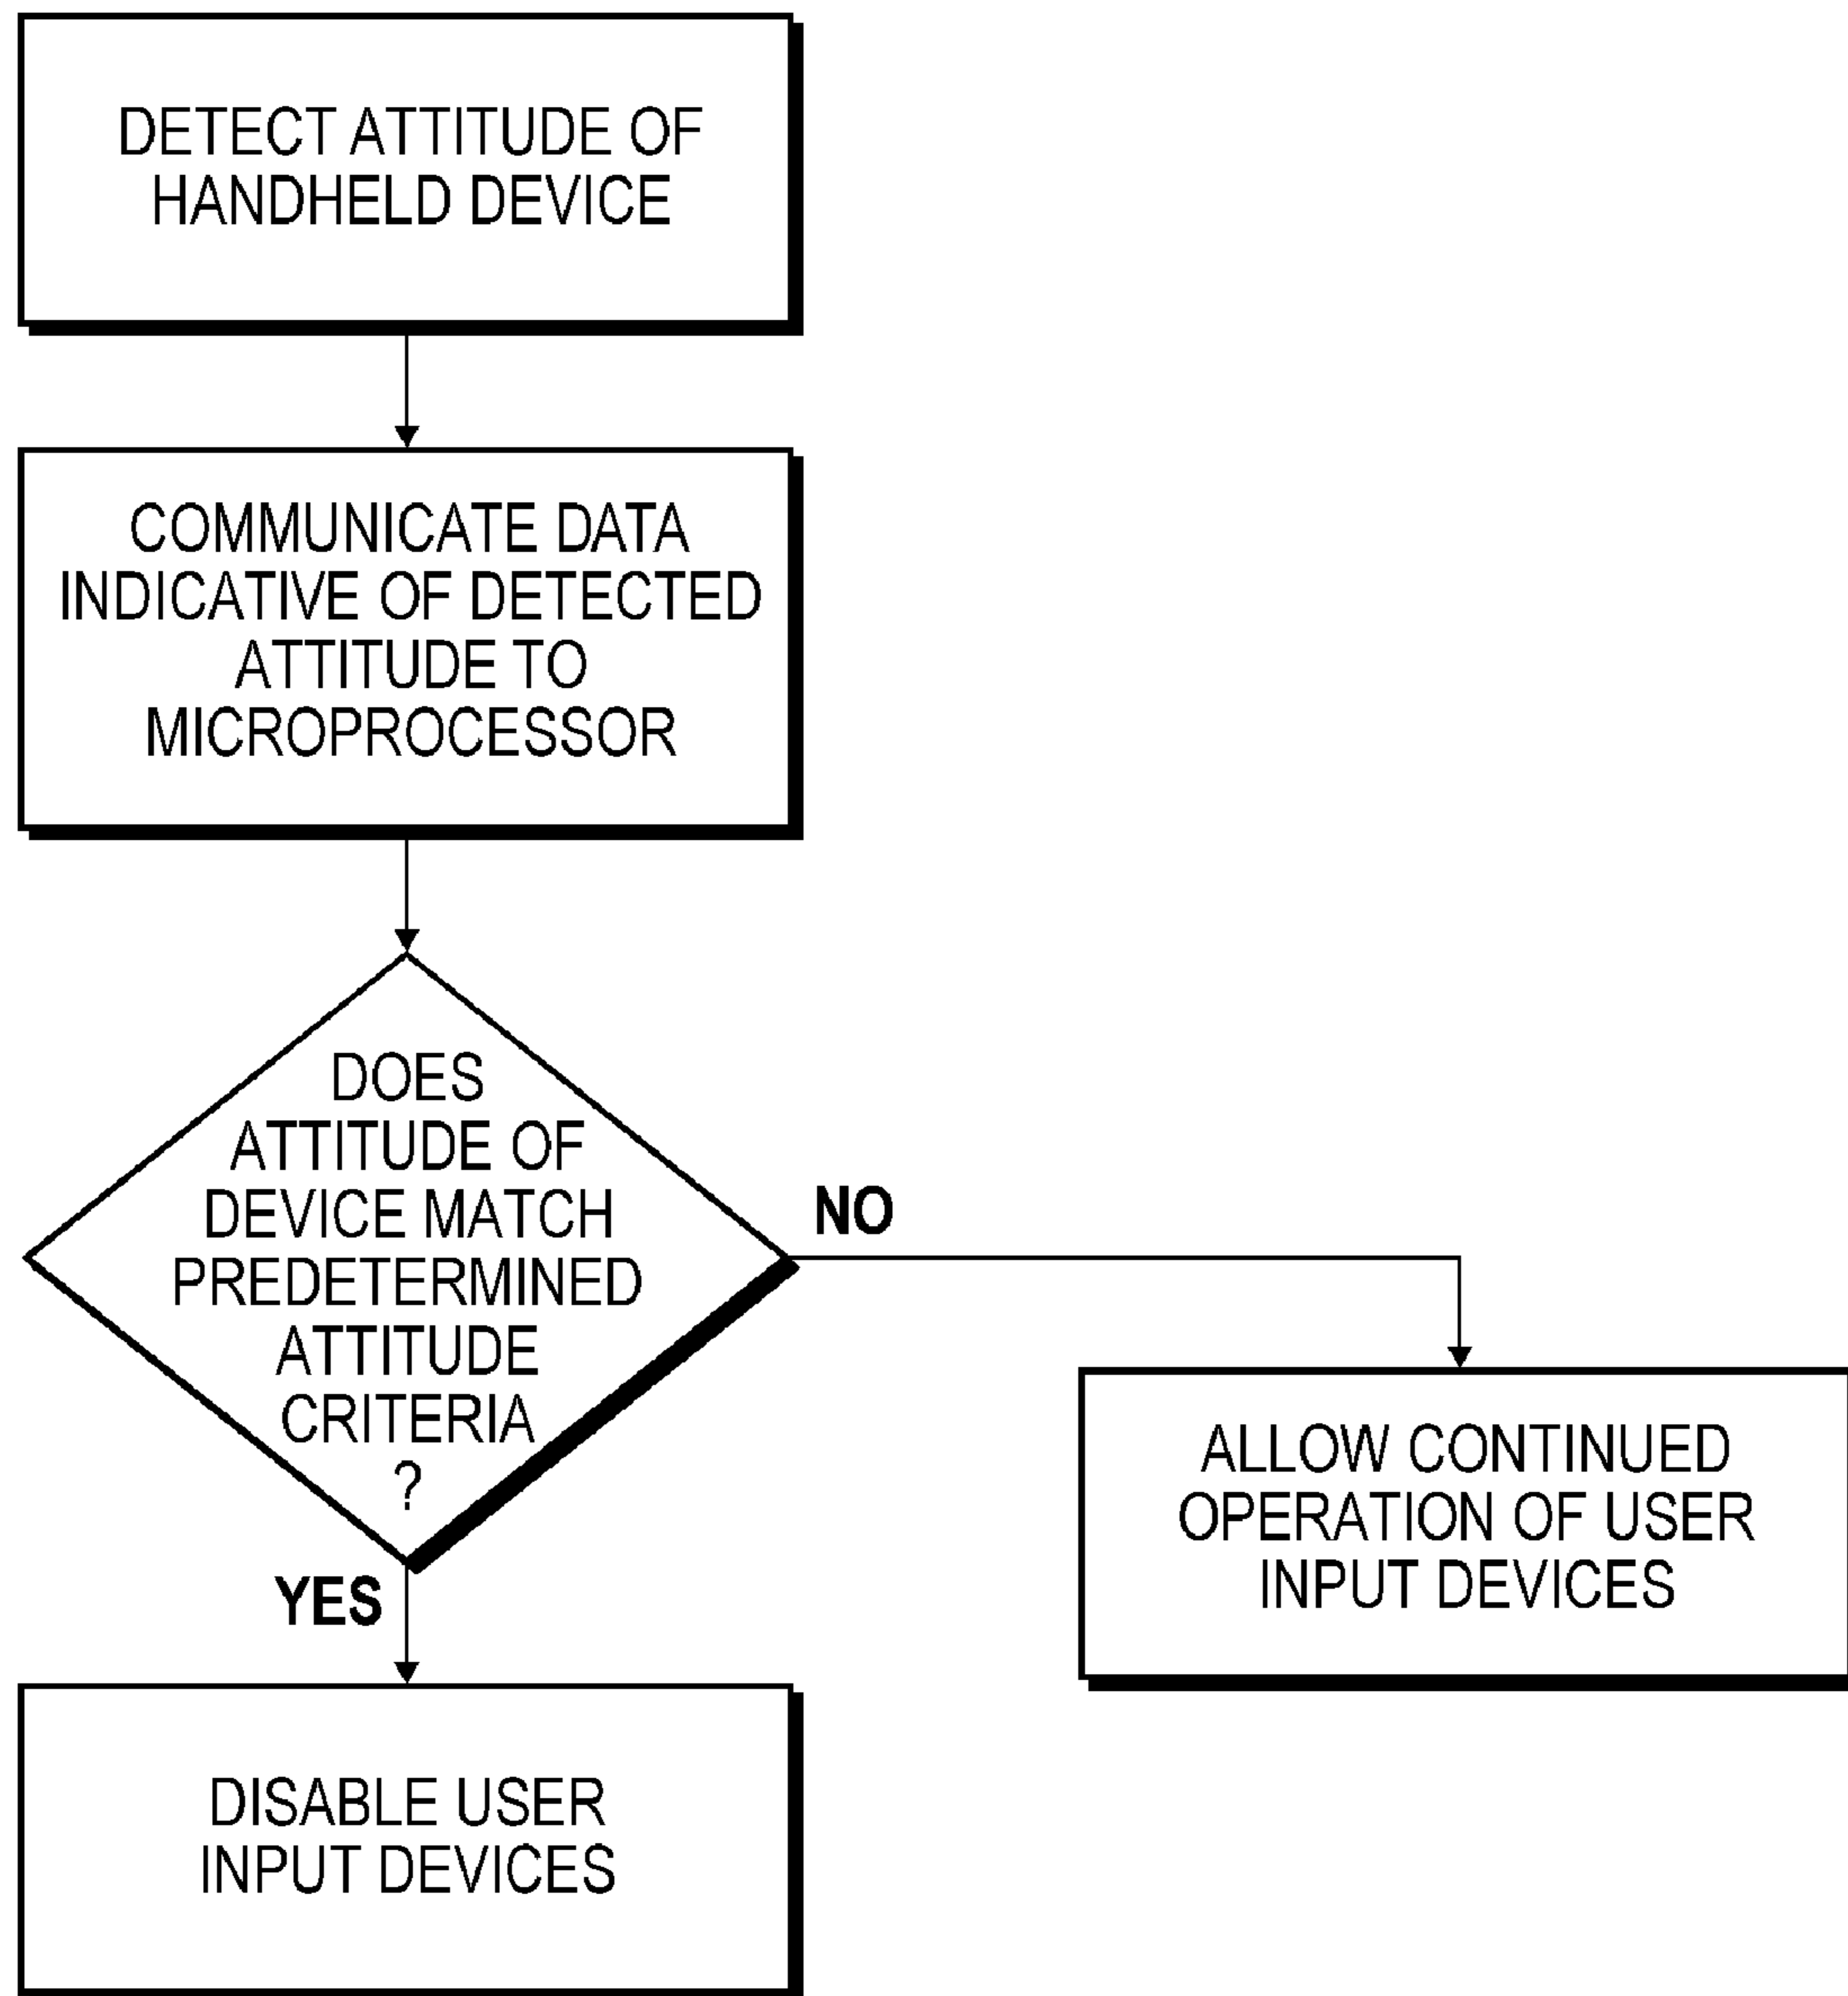 DETECT ATTITUDE OF
HANDHELD DEVICE
COMMUNICATE DATA
INDICATIVE OF DETECTED
ATTITUDE TO
MICROPROCESSOR
DOES
ATTITUDE OF
DEVICE MATCH
PREDETERMINED
ATTITUDE
CRITERIA
?
NO
YES
ALLOW CONTINUED
OPERATION OF USER
INPUT DEVICES
DISABLE USER
INPUT DEVICES